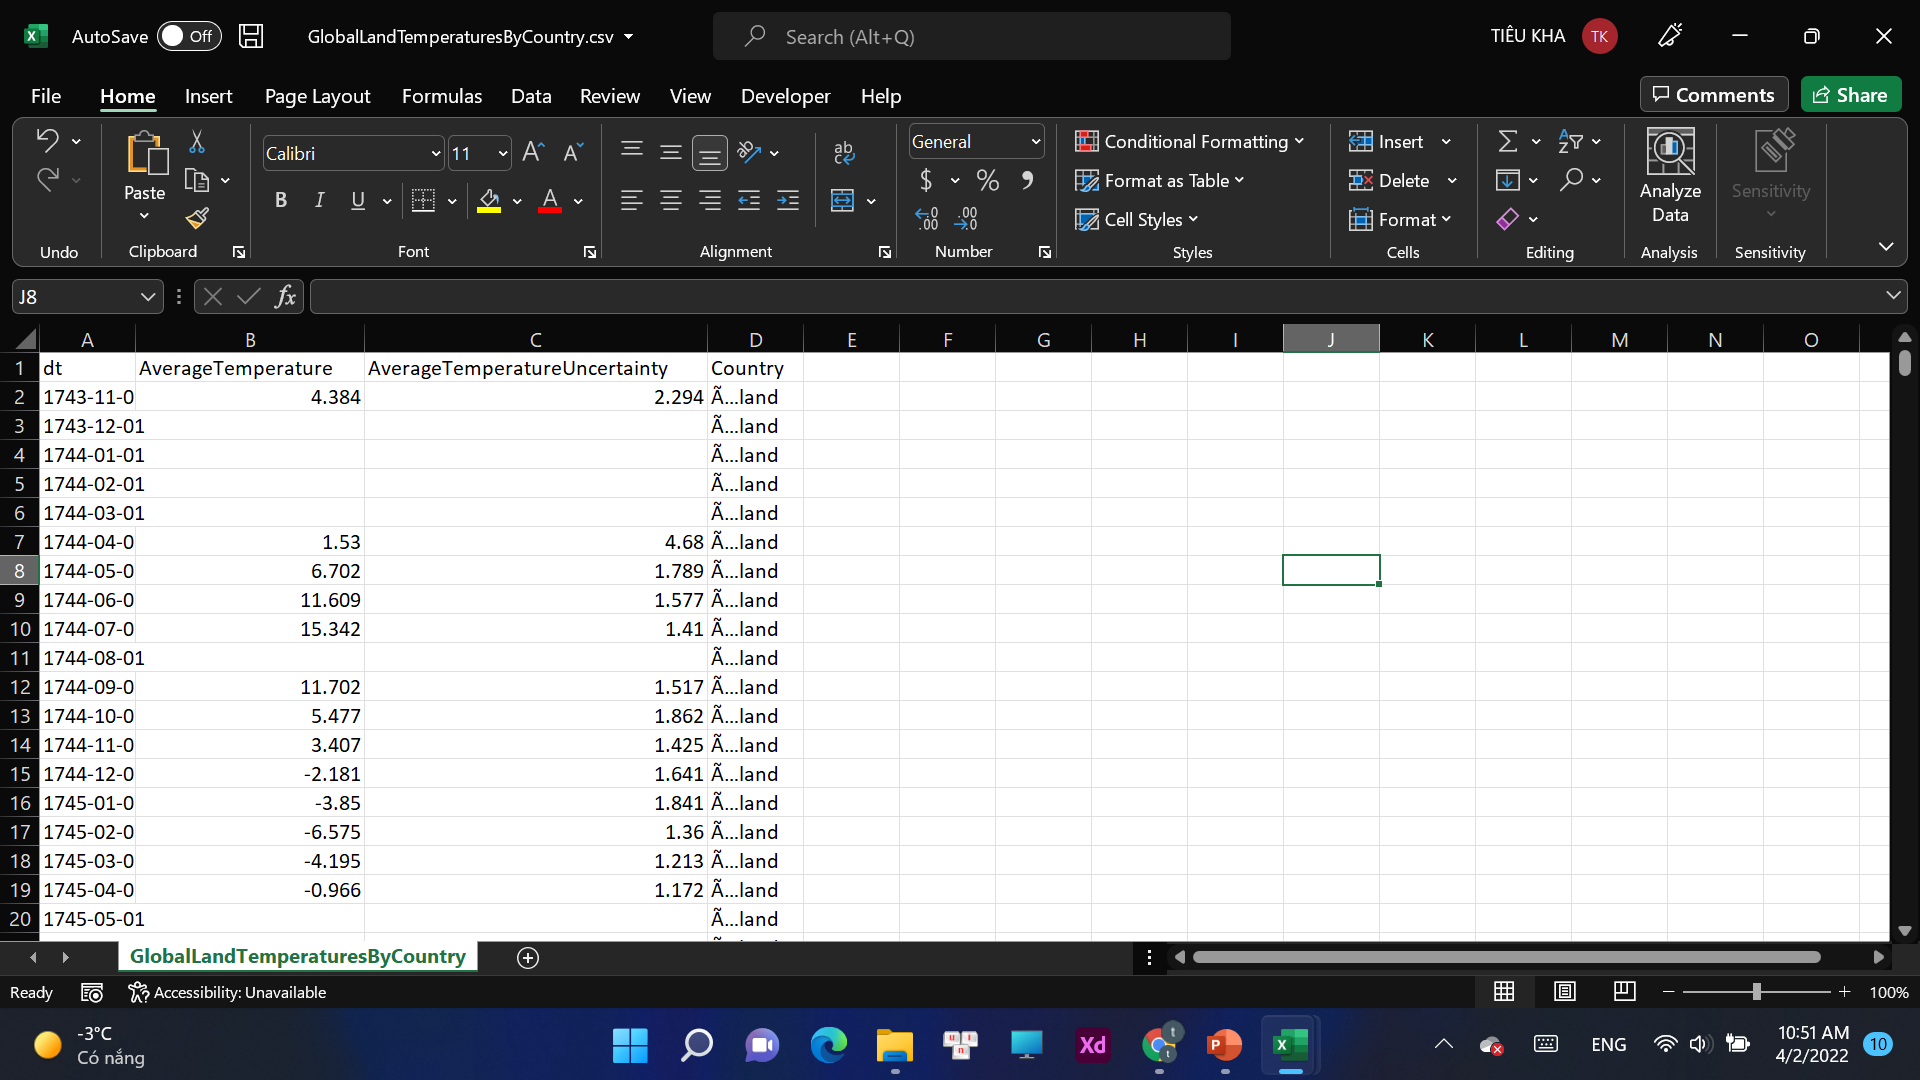 AutoSave Off GlobalLandTemperaturesByCountry.csv Search (Alt+Q) TIÊU KHA TK
File Home Insert Page Layout Formulas Data Review View Developer Help Comments Share
Paste
Calibri 11
B I U A
ab
General
$ % 9
Conditional Formatting
Format as Table
Cell Styles
Insert
Delete
Format
Analyze Data
Sensitivity
Undo Clipboard Font Alignment Number Styles Cells Editing Analysis Sensitivity
J8 fx
A B C D E F G H I J K L M N O
1 dt AverageTemperature AverageTemperatureUncertainty Country
2 1743-11-0 4.384 2.294 Ã…land
3 1743-12-01 Ã…land
4 1744-01-01 Ã…land
5 1744-02-01 Ã…land
6 1744-03-01 Ã…land
7 1744-04-0 1.53 4.68 Ã…land
8 1744-05-0 6.702 1.789 Ã…land
9 1744-06-0 11.609 1.577 Ã…land
10 1744-07-0 15.342 1.41 Ã…land
11 1744-08-01 Ã…land
12 1744-09-0 11.702 1.517 Ã…land
13 1744-10-0 5.477 1.862 Ã…land
14 1744-11-0 3.407 1.425 Ã…land
15 1744-12-0 -2.181 1.641 Ã…land
16 1745-01-0 -3.85 1.841 Ã…land
17 1745-02-0 -6.575 1.36 Ã…land
18 1745-03-0 -4.195 1.213 Ã…land
19 1745-04-0 -0.966 1.172 Ã…land
20 1745-05-01 Ã…land
GlobalLandTemperaturesByCountry
Ready Accessibility: Unavailable 100%
-3°C
Có nắng
Xd
ENG
10:51 AM
4/2/2022
10